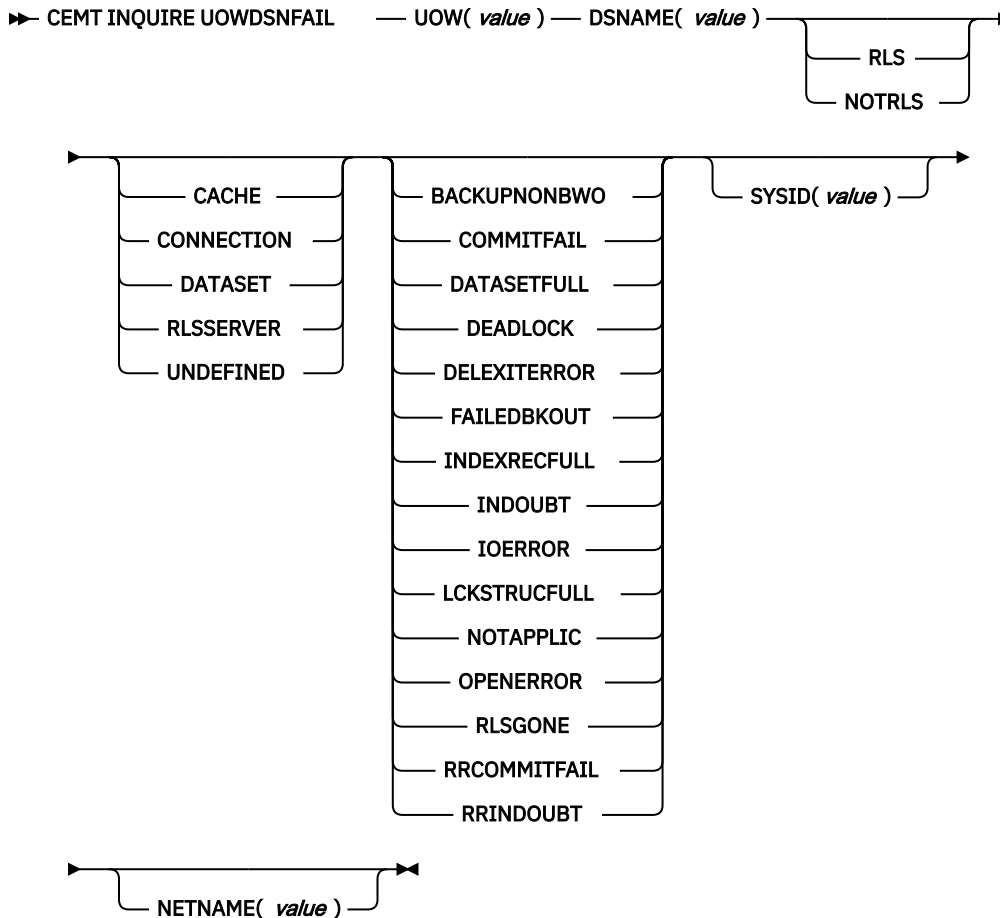 CEMT INQUIRE UOWDSNFAIL UOW( value ) DSNAME( value )
RLS
NOTRLS
CACHE
CONNECTION
DATASET
RLSSERVER
UNDEFINED
BACKUPNONBWO
COMMITFAIL
DATASETFULL
DEADLOCK
DELEXITERROR
FAILEDBKOUT
INDEXRECFULL
INDOUBT
IOERROR
LCKSTRUCFULL
NOTAPPLIC
OPENERROR
RLSGONE
RRCOMMITFAIL
RRINDOUBT
SYSID( value )
NETNAME( value )